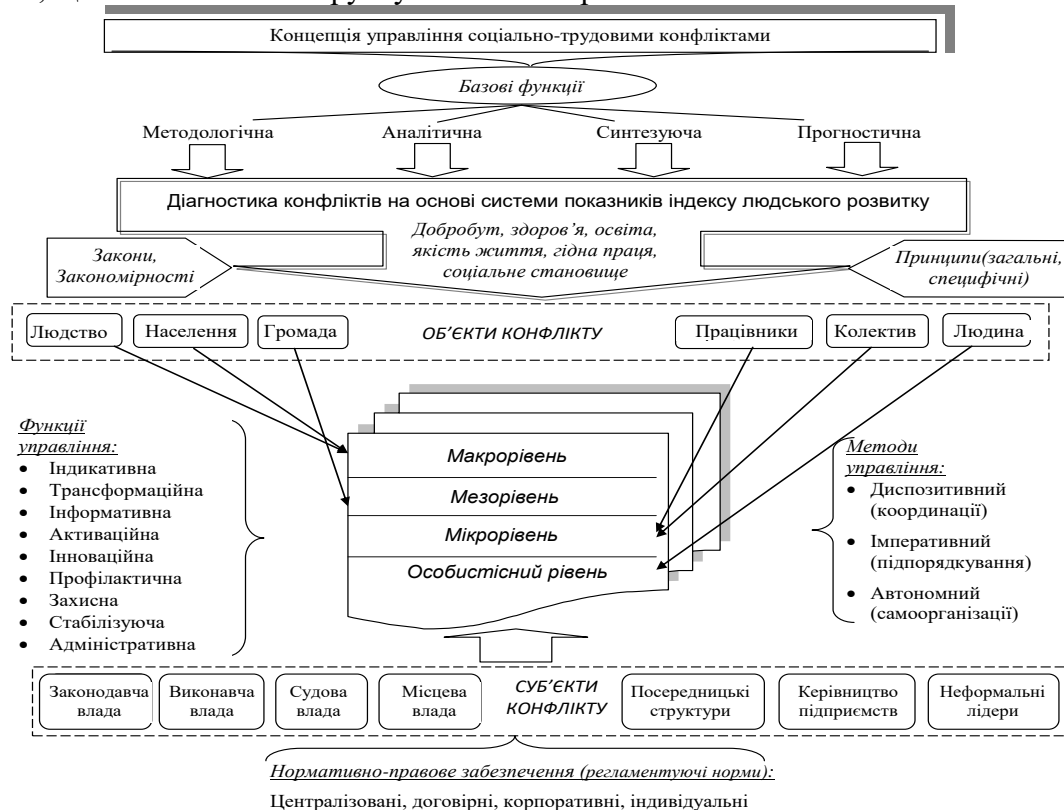 Концепція управління соціально-трудовими конфліктами
Базові функції
Методологічна
Аналітична
Синтезуюча
Прогностична
Діагностика конфліктів на основі системи показників індексу людського розвитку
Добробут, здоров'я, освіта,
якість життя, гідна праця,
соціальне становище
Закони,
Закономірності
Принципи(загальні,
специфічні)
Людство
Населення
Громада
ОБ'ЄКТИ КОНФЛІКТУ
Працівники
Колектив
Людина
Функції
управління:
• Індикативна
• Трансформаційна
• Інформативна
• Активаційна
• Інноваційна
• Профілактична
• Захисна
• Стабілізуюча
• Адміністративна
Макрорівень
Мезорівень
Мікрорівень
Особистісний рівень
Методи
управління:
• Диспозитивний
(координації)
• Імперативний
(підпорядкування)
• Автономний
(самоорганізації)
Законодавча
влада
Виконавча
влада
Судова
влада
Місцева
влада
СУБ'ЄКТИ
КОНФЛІКТУ
Посередницькі
структури
Керівництво
підприємств
Неформальні
лідери
Нормативно-правове забезпечення (регламентуючі норми):
Централізовані, договірні, корпоративні, індивідуальні